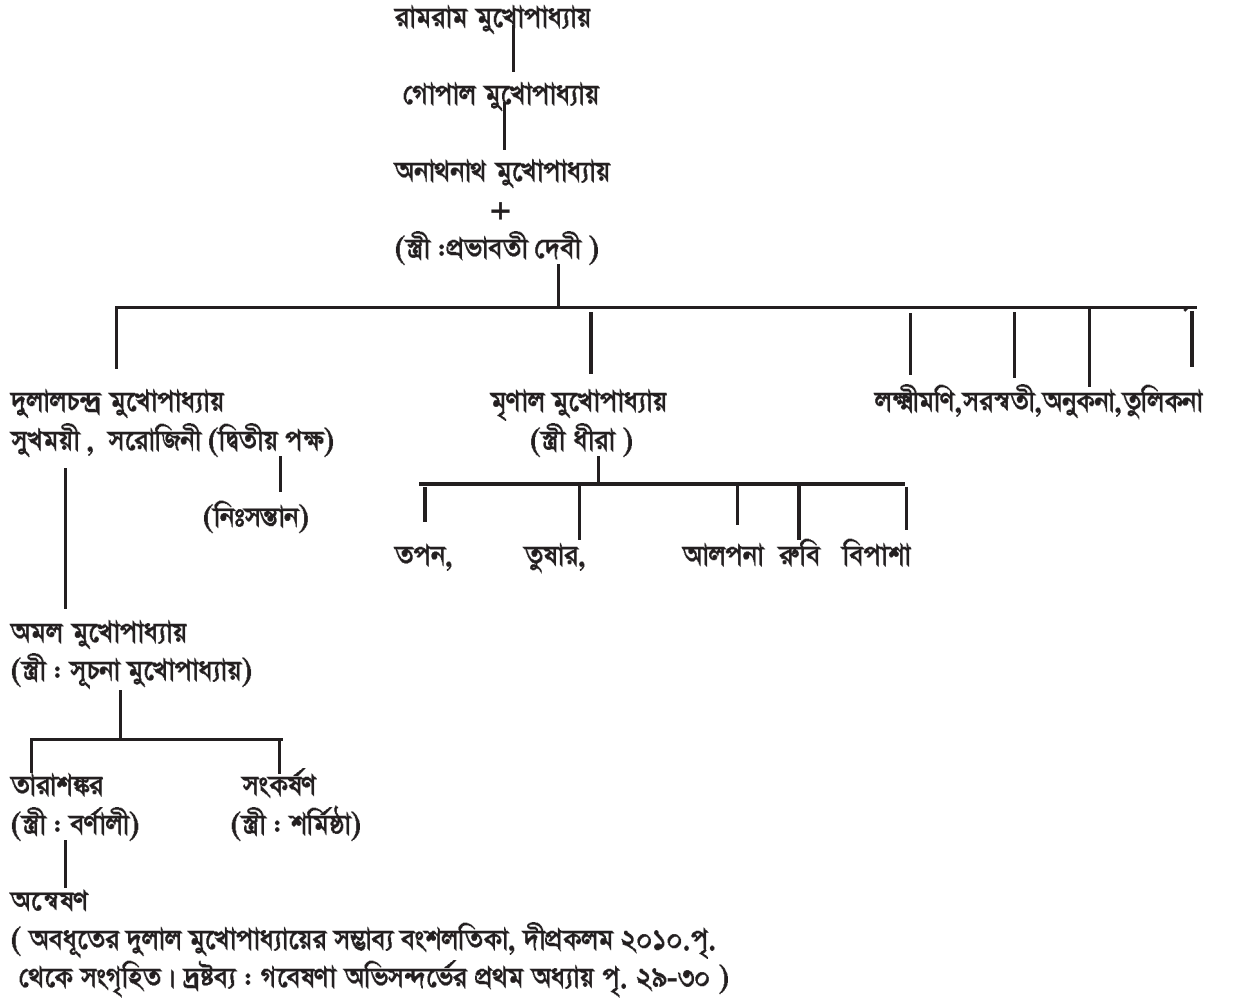 রামরাম মুখোপাধ্যায়
গোপাল মুখোপাধ্যায়
অনাথনাথ মুখোপাধ্যায়
+
(স্ত্রী :প্রভাবতী দেবী )
দুলালচন্দ্র মুখোপাধ্যায় মৃণাল মুখোপাধ্যায় লক্ষ্মীমণি,সরস্বতী,অনুকনা,তুলিকনা
সুখময়ী , সরোজিনী (দ্বিতীয় পক্ষ) (স্ত্রী ধীরা )
(নিঃসন্তান)
তপন, তুষার, আলপনা রুবি বিপাশা
অমল মুখোপাধ্যায়
(স্ত্রী : সূচনা মুখোপাধ্যায়)
তারাশঙ্কর সংকর্ষণ
(স্ত্রী : বর্ণালী) (স্ত্রী : শর্মিষ্ঠা)
অন্বেষণ
( অবধূতের দুলাল মুখোপাধ্যায়ের সম্ভাব্য বংশলতিকা, দীপ্রকলম ২০১০.পৃ.
থেকে সংগৃহিত। দ্রষ্টব্য : গবেষণা অভিসন্দর্ভের প্রথম অধ্যায় পৃ. ২৯-৩০ )